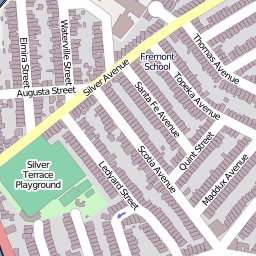 Elmira Street
Waterville Street
Silver Avenue
Augusta Street
Fremont
School
Thomas Avenue
Topeka Avenue
Santa Fe Avenue
Scotia Avenue
Quint Street
Maddux Avenue
Ledyard Street
Silver
Terrace
Playground